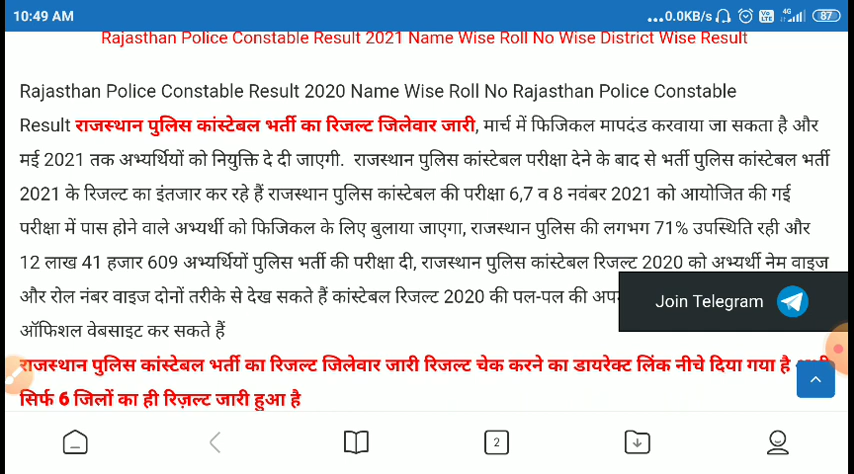 10:49 AM
...0.0KB/s
VoLTE
4G
87
Rajasthan Police Constable Result 2021 Name Wise Roll No Wise District Wise Result
Rajasthan Police Constable Result 2020 Name Wise Roll No Rajasthan Police Constable
Result राजस्थान पुलिस कांस्टेबल भर्ती का रिजल्ट जिलेवार जारी, मार्च में फिजिकल मापदंड करवाया जा सकता है और
मई 2021 तक अभ्यर्थियों को नियुक्ति दे दी जाएगी. राजस्थान पुलिस कांस्टेबल परीक्षा देने के बाद से भर्ती पुलिस कांस्टेबल भर्ती
2021 के रिजल्ट का इंतजार कर रहे हैं राजस्थान पुलिस कांस्टेबल की परीक्षा 6,7 व 8 नवंबर 2021 को आयोजित की गई
परीक्षा में पास होने वाले अभ्यर्थी को फिजिकल के लिए बुलाया जाएगा, राजस्थान पुलिस की लगभग 71% उपस्थिति रही और
12 लाख 41 हजार 609 अभ्यर्थियों पुलिस भर्ती की परीक्षा दी, राजस्थान पुलिस कांस्टेबल रिजल्ट 2020 को अभ्यर्थी नेम वाइज
और रोल नंबर वाइज दोनों तरीके से देख सकते हैं कांस्टेबल रिजल्ट 2020 की पल-पल की
Join Telegram
ऑफिशल वेबसाइट कर सकते हैं
राजस्थान पुलिस कांस्टेबल भर्ती का रिजल्ट जिलेवार जारी रिजल्ट चेक करने का डायरेक्ट लिंक नीचे दिया गया है
सिर्फ 6 जिलों का ही रिज़ल्ट जारी हुआ है
2